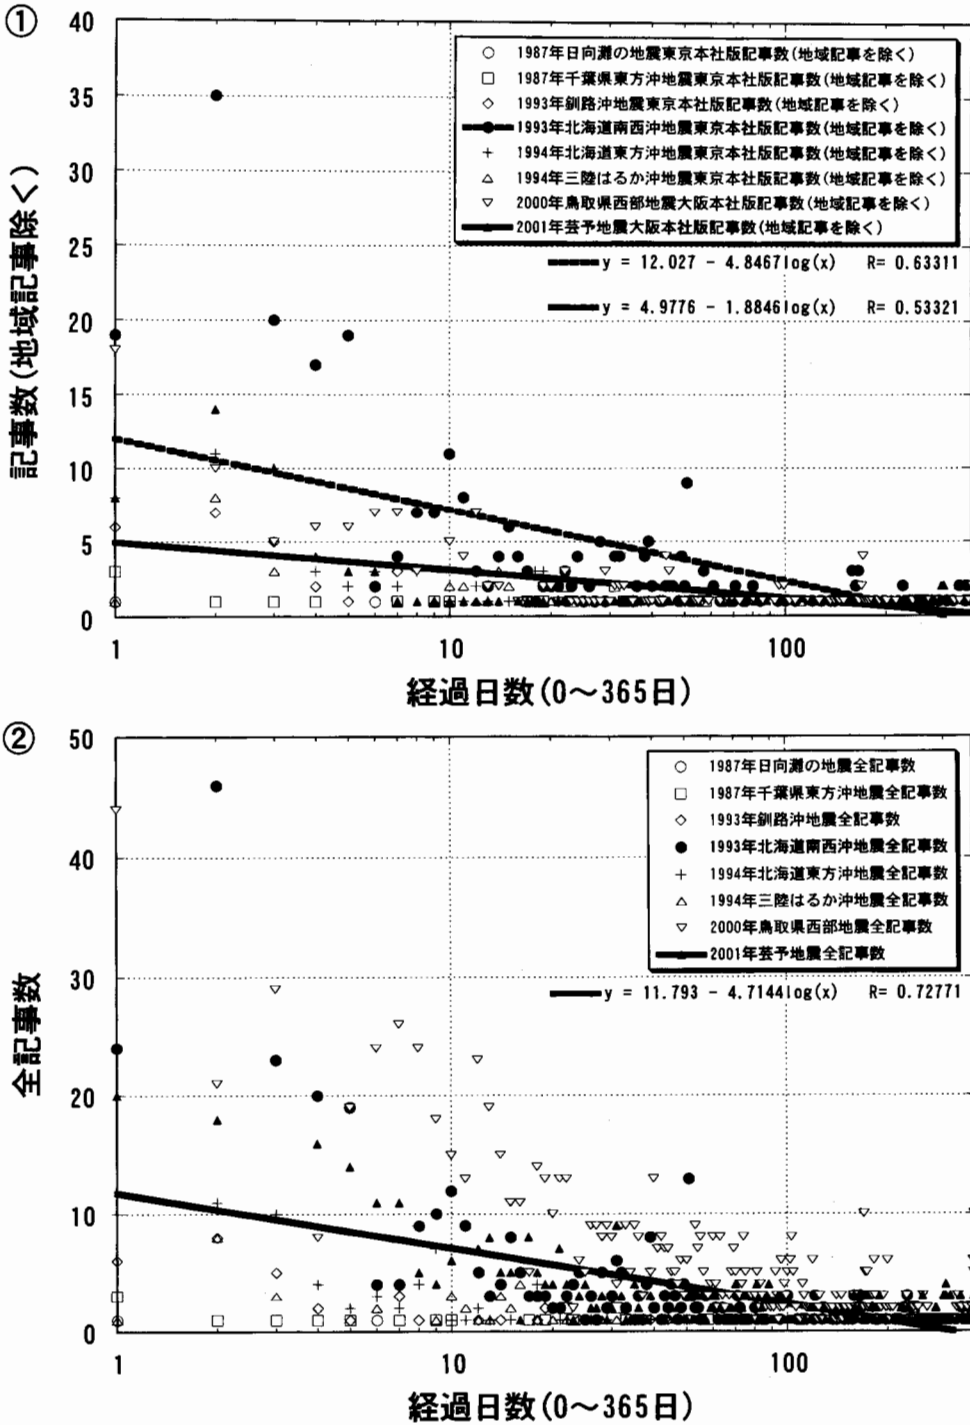 ①
40
35
30
25
20
15
10
5
0
記事数(地域記事除く)
1987年日向灘の地震東京本社版記事数(地域記事を除く)
1987年千葉県東方沖地震東京本社版記事数(地域記事を除く)
1993年釧路沖地震東京本社版記事数(地域記事を除く)
1993年北海道南西沖地震東京本社版記事数(地域記事を除く)
1994年北海道東方沖地震東京本社版記事数(地域記事を除く)
1994年三陸はるか沖地震東京本社版記事数(地域記事を除く)
2000年鳥取県西部地震大阪本社版記事数(地域記事を除く)
2001年芸予地震大阪本社版記事数(地域記事を除く)
y = 12.027 - 4.8467log(x) R= 0.63311
y = 4.9776 - 1.8846log(x) R= 0.53321
1 10 100
経過日数(0〜365日)
②
50
40
30
20
10
0
全記事数
1987年日向灘の地震全記事数
1987年千葉県東方沖地震全記事数
1993年釧路沖地震全記事数
1993年北海道南西沖地震全記事数
1994年北海道東方沖地震全記事数
1994年三陸はるか沖地震全記事数
2000年鳥取県西部地震全記事数
2001年芸予地震全記事数
y = 11.793 - 4.7144log(x) R= 0.72771
1 10 100
経過日数(0〜365日)